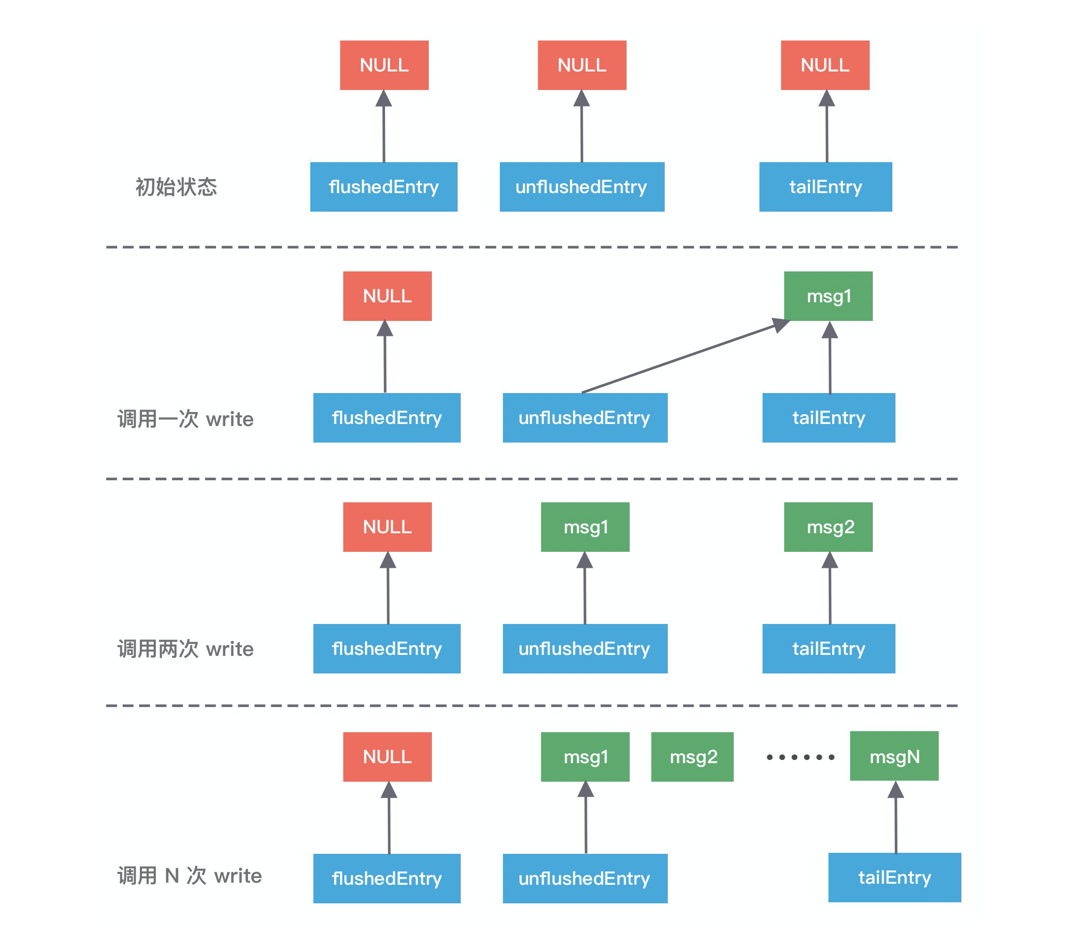 NULL NULL NULL
初始状态 flushedEntry unflushedEntry tailEntry
NULL msg1
调用一次 write flushedEntry unflushedEntry tailEntry
NULL msg1 msg2
调用两次 write flushedEntry unflushedEntry tailEntry
NULL msg1 msg2 ······ msgN
调用 N 次 write flushedEntry unflushedEntry tailEntry